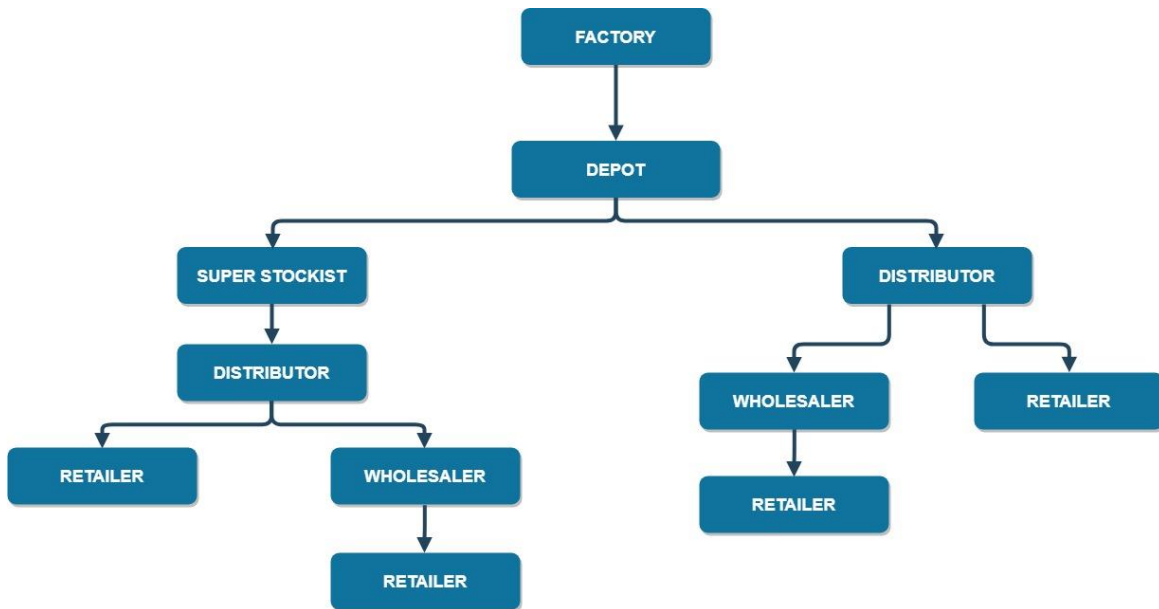 FACTORY
DEPOT
SUPER STOCKIST
DISTRIBUTOR
DISTRIBUTOR
WHOLESALER
RETAILER
RETAILER
WHOLESALER
RETAILER
RETAILER